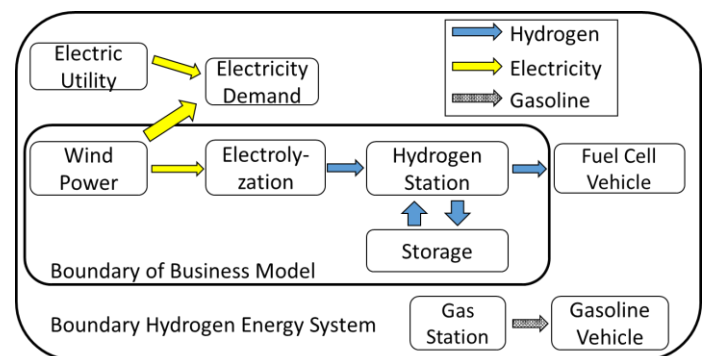 Electric
Utility
Electricity
Demand
Hydrogen
Electricity
Gasoline
Wind
Power
Electroly-
zation
Hydrogen
Station
Fuel Cell
Vehicle
Storage
Boundary of Business Model
Boundary Hydrogen Energy System
Gas
Station
Gasoline
Vehicle